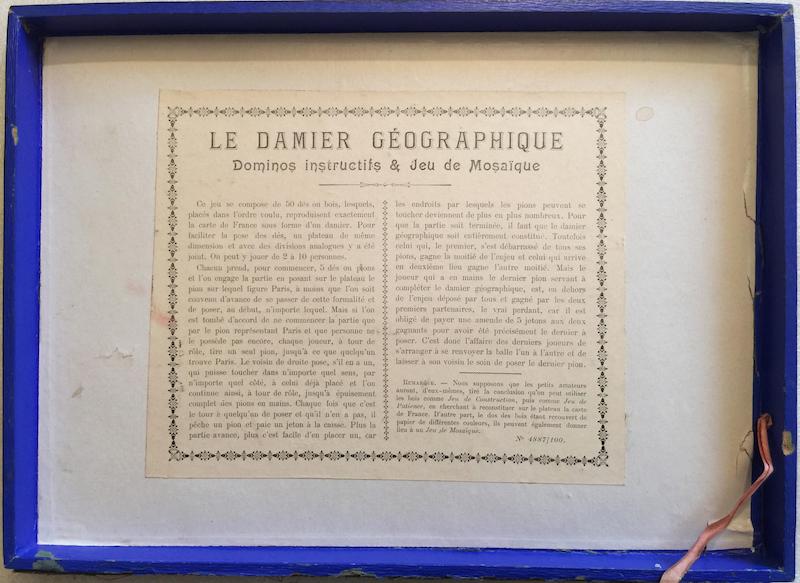 LE DAMIER GÉOGRAPHIQUE
Dominos instructifs & Jeu de Mosaïque
Ce jeu se compose de 50 dés ou bois, lesquels,
placés dans l'ordre voulu, reproduisent exactement
la carte de France sous forme d'un damier. Pour
faciliter la pose des dés, un plateau de même
dimension et avec des divisions analogues y a été
joint. On peut y jouer de 2 à 10 personnes.
Chacun prend, pour commencer, 5 dés ou pions
et l'on engage la partie en posant sur le plateau le
pion sur lequel figure Paris, à moins que l'on soit
convenu d'avance de se passer de cette formalité et
de poser, au début, n'importe lequel. Mais si l'on
est tombé d'accord de ne commencer la partie que
par le pion représentant Paris et que personne ne
le possède pas encore, chaque joueur, à tour de
rôle, tire un seul pion, jusqu'à ce que quelqu'un
trouve Paris. Le voisin de droite pose, s'il en a un,
qui puisse toucher dans n'importe quel sens, par
n'importe quel côté, à celui déjà placé et l'on
continue ainsi, à tour de rôle, jusqu'à épuisement
complet des pions en mains. Chaque fois que c'est
le tour à quelqu'un de poser et qu'il n'en a pas, il
pêche un pion et paie un jeton à la caisse. Plus la
partie avance, plus c'est facile d'en placer un, car
les endroits par lesquels les pions peuvent se
toucher deviennent de plus en plus nombreux. Pour
que la partie soit terminée, il faut que le damier
géographique soit entièrement constitué. Toutefois
celui qui, le premier, s'est débarrassé de tous ses
pions, gagne la moitié de l'enjeu et celui qui arrive
en deuxième lieu gagne l'autre moitié. Mais le
joueur qui a en mains le dernier pion servant à
compléter le damier géographique, est, en dehors
de l'enjeu déposé par tous et gagné par les deux
premiers partenaires, le vrai perdant, car il est
obligé de payer une amende de 5 jetons aux deux
gagnants pour avoir été précisément le dernier à
poser. C'est donc l'affaire des derniers joueurs de
s'arranger à se renvoyer la balle l'un à l'autre et de
laisser à son voisin le soin de poser le dernier pion.
REMARQUE. — Nous supposons que les petits amateurs
auront, d'eux-mêmes, tiré la conclusion qu'on peut utiliser
les bois comme Jeu de Construction, puis comme Jeu de
Patience, en cherchant à reconstituer sur le plateau la carte
de France. D'autre part, le dos des bois étant recouvert de
papier de différentes couleurs, ils peuvent également donner
lieu à un Jeu de Mosaïque.
No 4887/100.